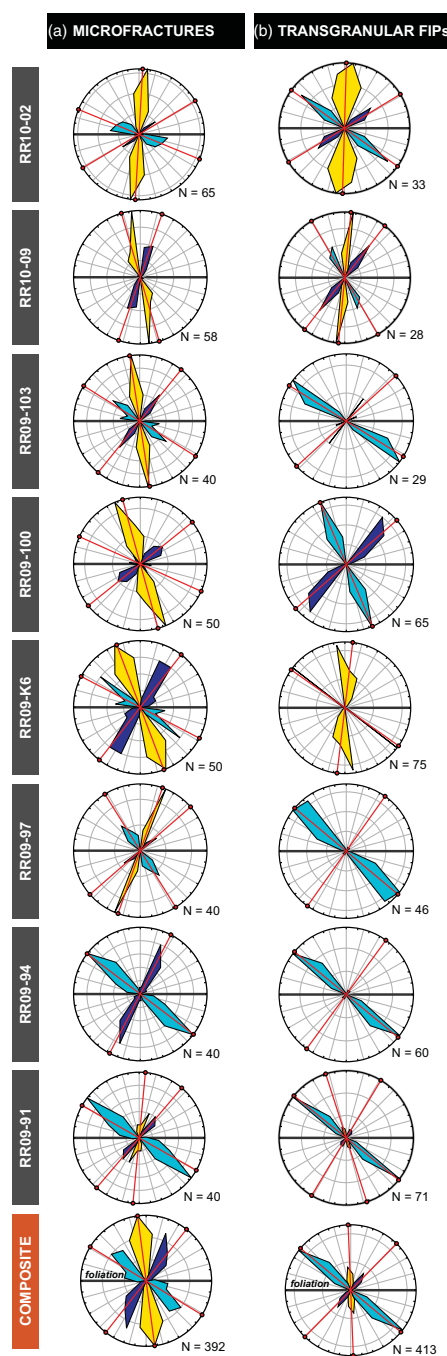 (a) MICROFRACTURES
(b) TRANSGRANULAR FIPs
RR10-02
N = 65
N = 33
RR10-09
N = 58
N = 28
RR09-103
N = 40
N = 29
RR09-100
N = 50
N = 65
RR09-K6
N = 50
N = 75
RR09-97
N = 40
N = 46
RR09-94
N = 40
N = 60
RR09-91
N = 40
N = 71
COMPOSITE
foliation
N = 392
foliation
N = 413